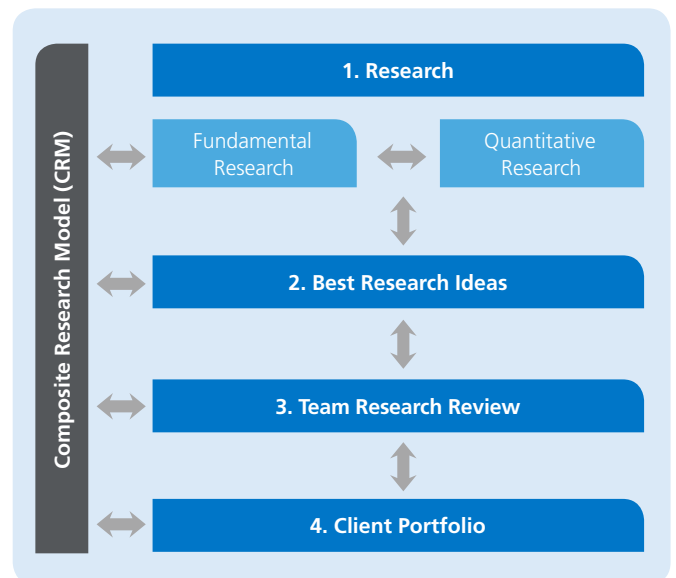 Composite Research Model (CRM)
1. Research
Fundamental
Research
Quantitative
Research
2. Best Research Ideas
3. Team Research Review
4. Client Portfolio